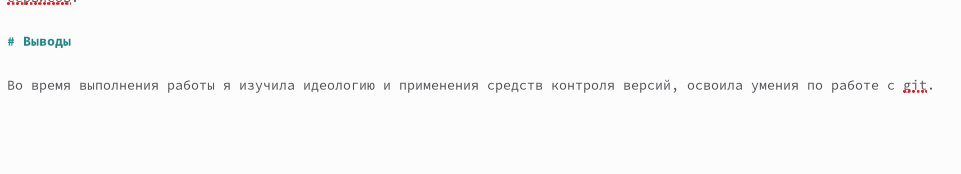 # Выводы
Во время выполнения работы я изучила идеологию и применения средств контроля версий, освоила умения по работе с git.